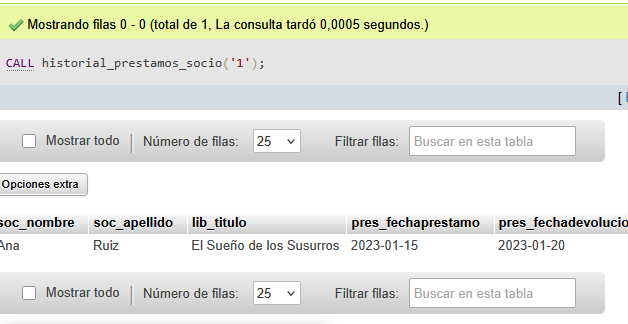 Mostrando filas 0 - 0 (total de 1, La consulta tardó 0,0005 segundos.)
CALL historial_prestamos_socio('1');
[
Mostrar todo Número de filas: 25 Filtrar filas: Buscar en esta tabla
Opciones extra
soc_nombre soc_apellido lib_titulo pres_fechaprestamo pres_fechadevolucio
Ana Ruiz El Sueño de los Susurros 2023-01-15 2023-01-20
Mostrar todo Número de filas: 25 Filtrar filas: Buscar en esta tabla